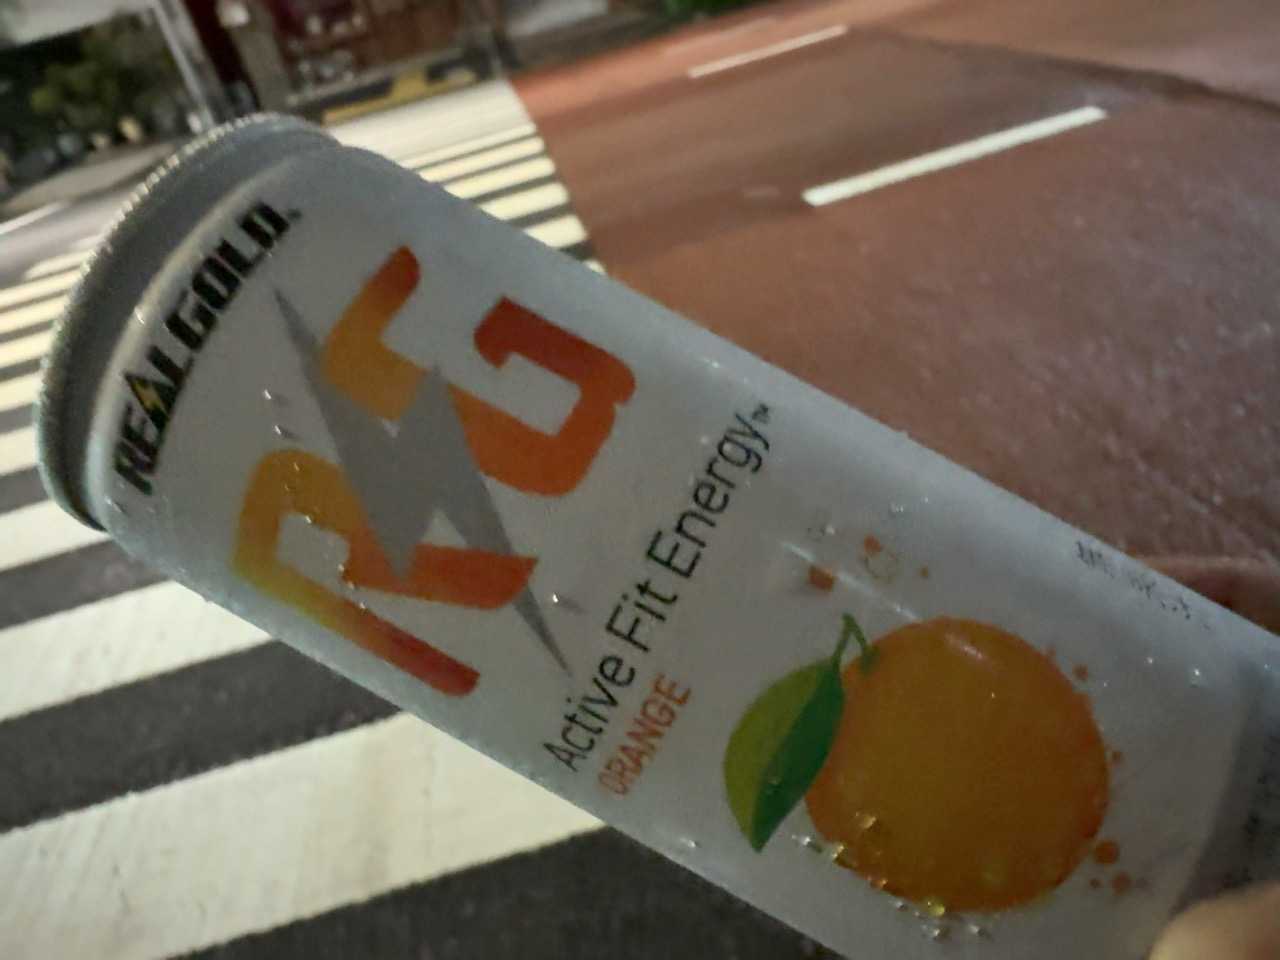 REALGOLD
RG
Active Fit Energy™
ORANGE